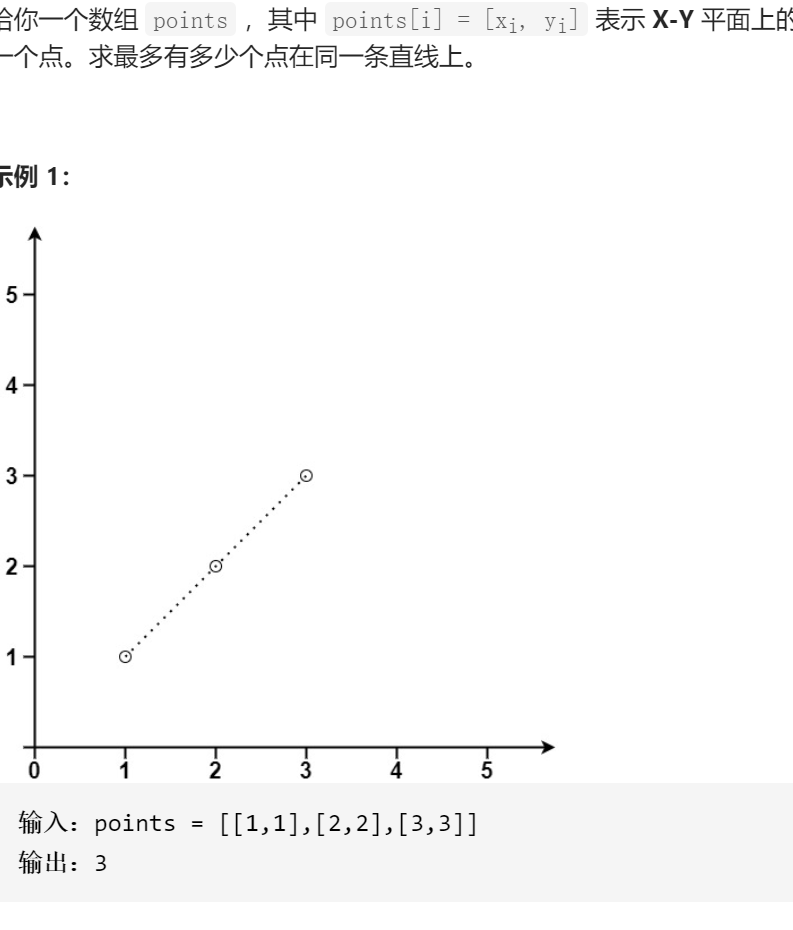 给你一个数组 points ，其中 points[i] = [xi, yi] 表示 X-Y 平面上的
一个点。求最多有多少个点在同一条直线上。
示例 1：
5
4
3
2
1
0 1 2 3 4 5
输入：points = [[1,1],[2,2],[3,3]]
输出：3